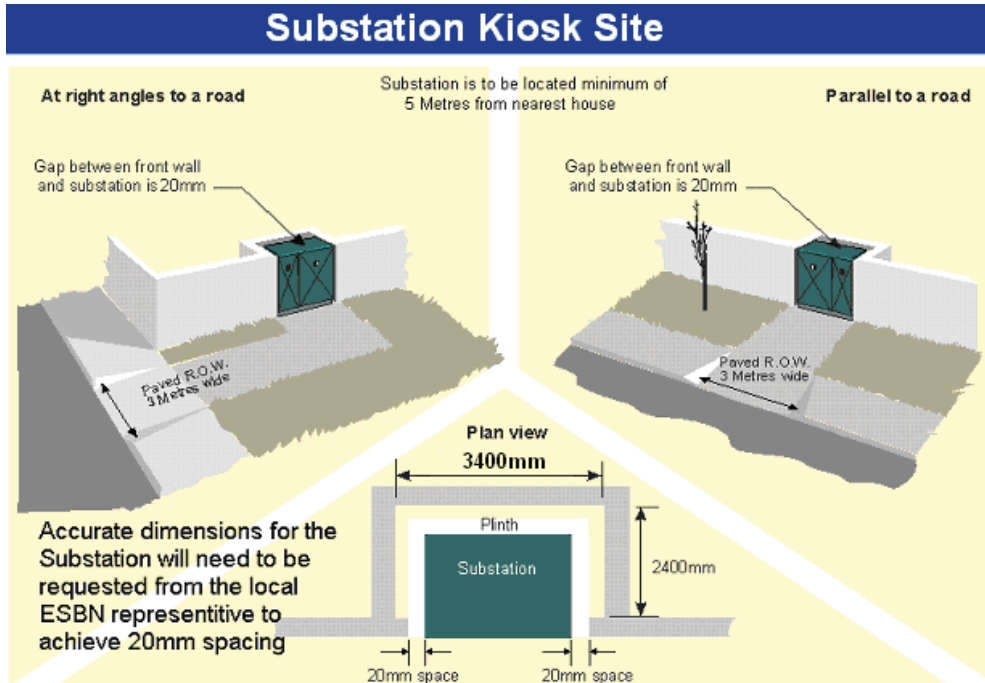 Substation Kiosk Site
At right angles to a road
Substation is to be located minimum of
5 Metres from nearest house
Parallel to a road
Gap between front wall
and substation is 20mm
Gap between front wall
and substation is 20mm
Paved R.O.W.
3 Metres wide
Paved R.O.W.
3 Metres wide
Plan view
3400mm
Plinth
Substation
2400mm
20mm space
20mm space
Accurate dimensions for the
Substation will need to be
requested from the local
ESBN representitive to
achieve 20mm spacing